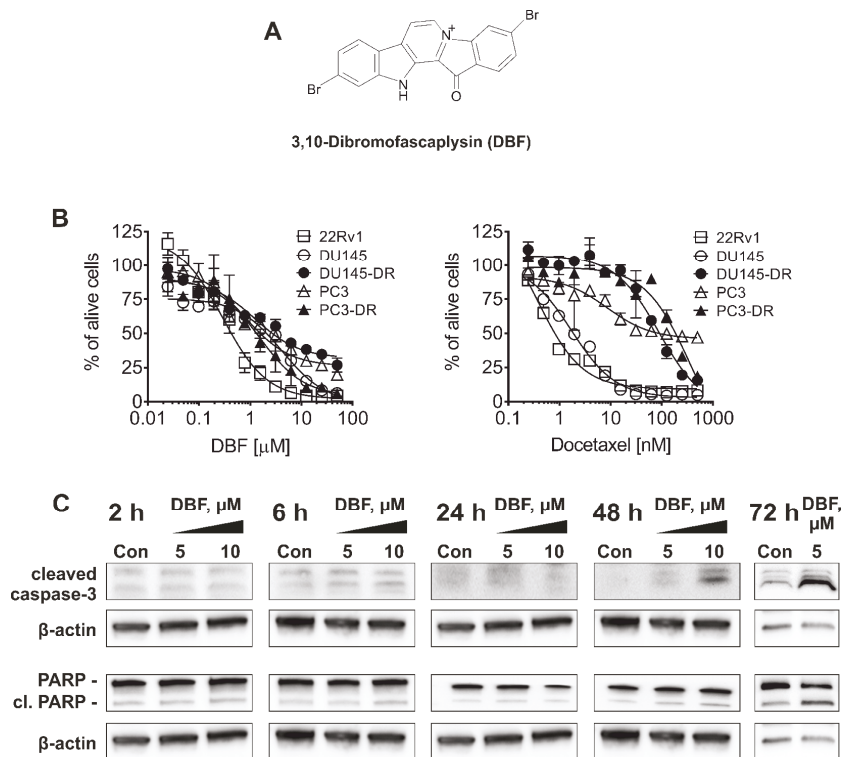 A
Br
N+
Br
N
H
O
3,10-Dibromofascaplysin (DBF)
B
125
100
75
50
25
0
% of alive cells
0.01 0.1 1 10 100
DBF [μM]
22Rv1
DU145
DU145-DR
PC3
PC3-DR
125
100
75
50
25
0
% of alive cells
0.1 1 10 100 1000
Docetaxel [nM]
22Rv1
DU145
DU145-DR
PC3
PC3-DR
C
2 h DBF, μM
Con 5 10
6 h DBF, μM
Con 5 10
24 h DBF, μM
Con 5 10
48 h DBF, μM
Con 5 10
72 h DBF, μM
Con 5
cleaved
caspase-3
β-actin
PARP -
cl. PARP -
β-actin